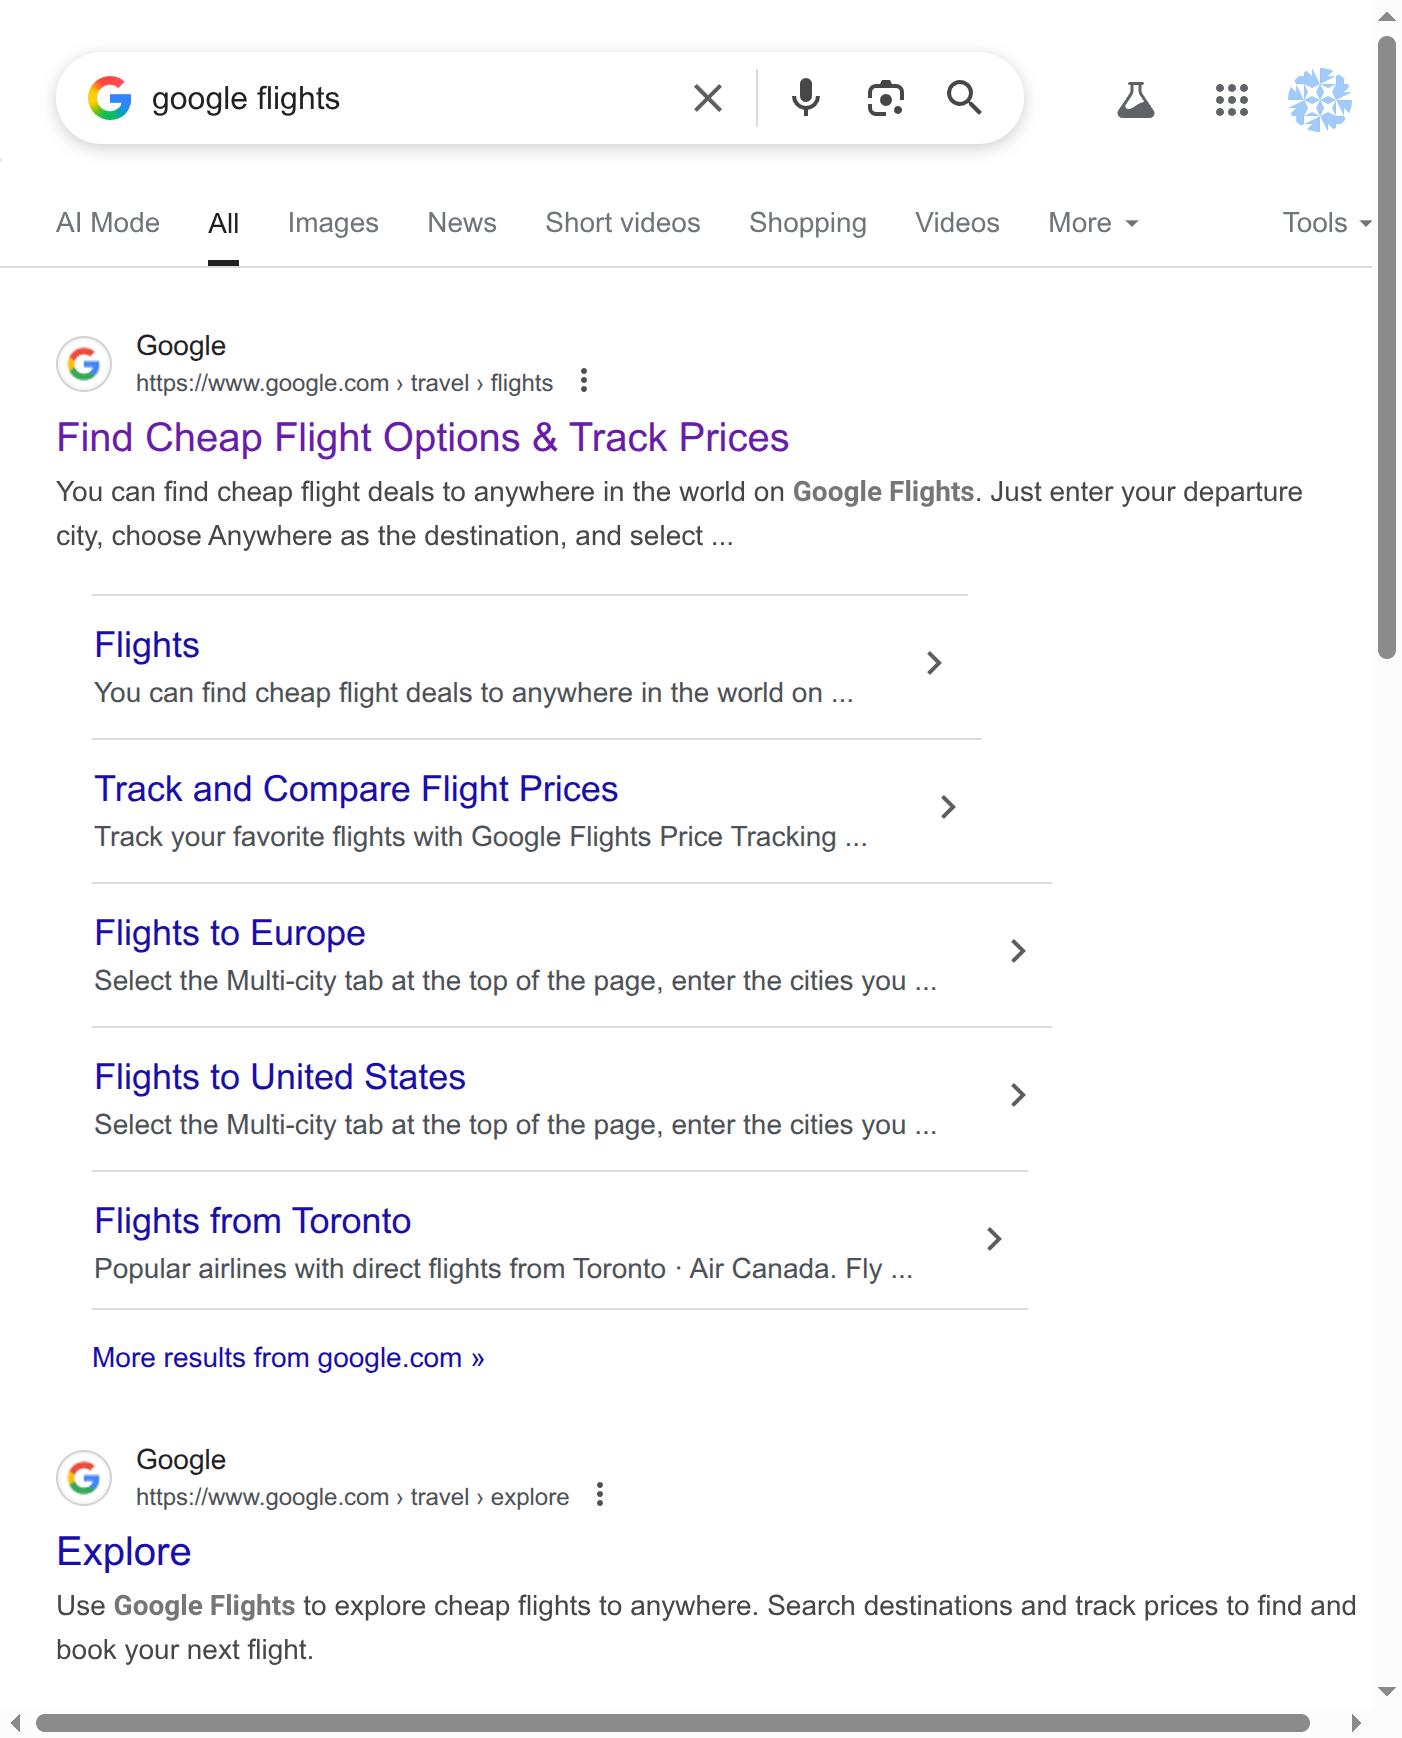 google flights
AI Mode All Images News Short videos Shopping Videos More Tools
Google
https://www.google.com › travel › flights
Find Cheap Flight Options & Track Prices
You can find cheap flight deals to anywhere in the world on Google Flights. Just enter your departure
city, choose Anywhere as the destination, and select ...
Flights
You can find cheap flight deals to anywhere in the world on ...
Track and Compare Flight Prices
Track your favorite flights with Google Flights Price Tracking ...
Flights to Europe
Select the Multi-city tab at the top of the page, enter the cities you ...
Flights to United States
Select the Multi-city tab at the top of the page, enter the cities you ...
Flights from Toronto
Popular airlines with direct flights from Toronto · Air Canada. Fly ...
More results from google.com »
Google
https://www.google.com › travel › explore
Explore
Use Google Flights to explore cheap flights to anywhere. Search destinations and track prices to find and
book your next flight.